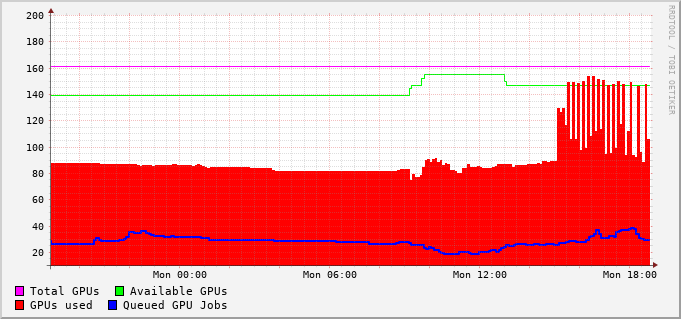 200
180
160
140
120
100
80
60
40
20
Mon 00:00 Mon 06:00 Mon 12:00 Mon 18:00
Total GPUs Available GPUs
GPUs used Queued GPU Jobs
RRDTOOL / TOBI OETIKER